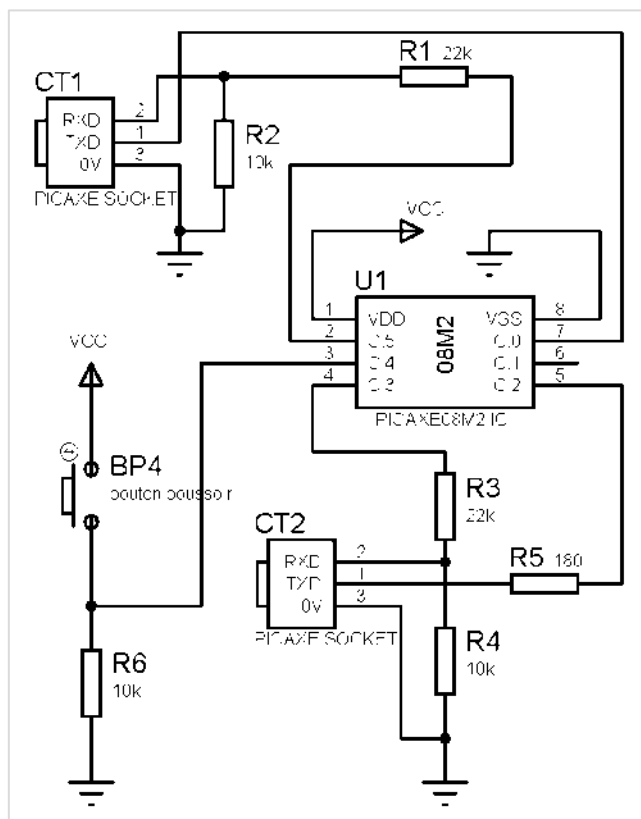 R1 22k
CT1
2
RXD
1
TXD
3
0V
R2
10k
PICAXE SOCKET
VCC
U1
1 VDD VSS 8
2 C.5 C.0 7
3 C.4 C.1 6
4 C.3 C.2 5
08M2
PICAXE08M2 IC
VCC
BP4
bouton poussoir
R3
22k
CT2
RXD 2
TXD 1
0V 3
R5 180
PICAXE SOCKET
R4
10k
R6
10k